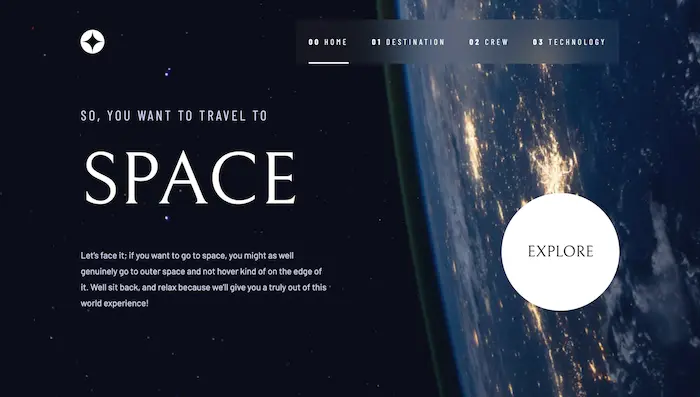 00 HOME 01 DESTINATION 02 CREW 03 TECHNOLOGY
SO, YOU WANT TO TRAVEL TO
SPACE
Let's face it; if you want to go to space, you might as well
genuinely go to outer space and not hover kind of on the edge of
it. Well sit back, and relax because we'll give you a truly out of this
world experience!
EXPLORE